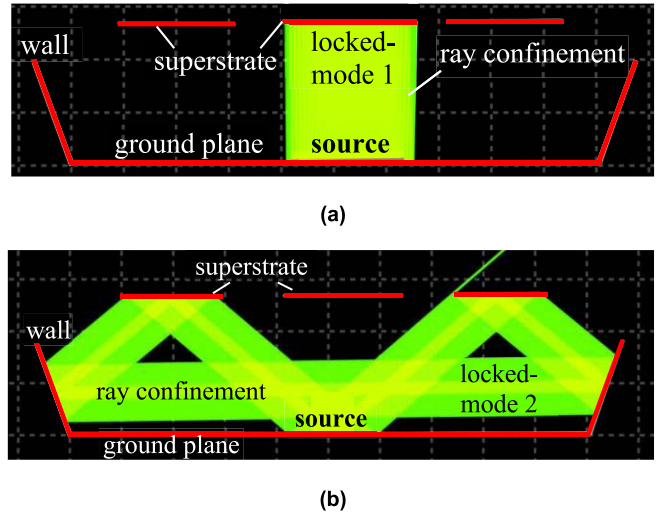 wall
superstrate
locked-
mode 1
ray confinement
ground plane
source
(a)
superstrate
wall
ray confinement
locked-
mode 2
source
ground plane
(b)